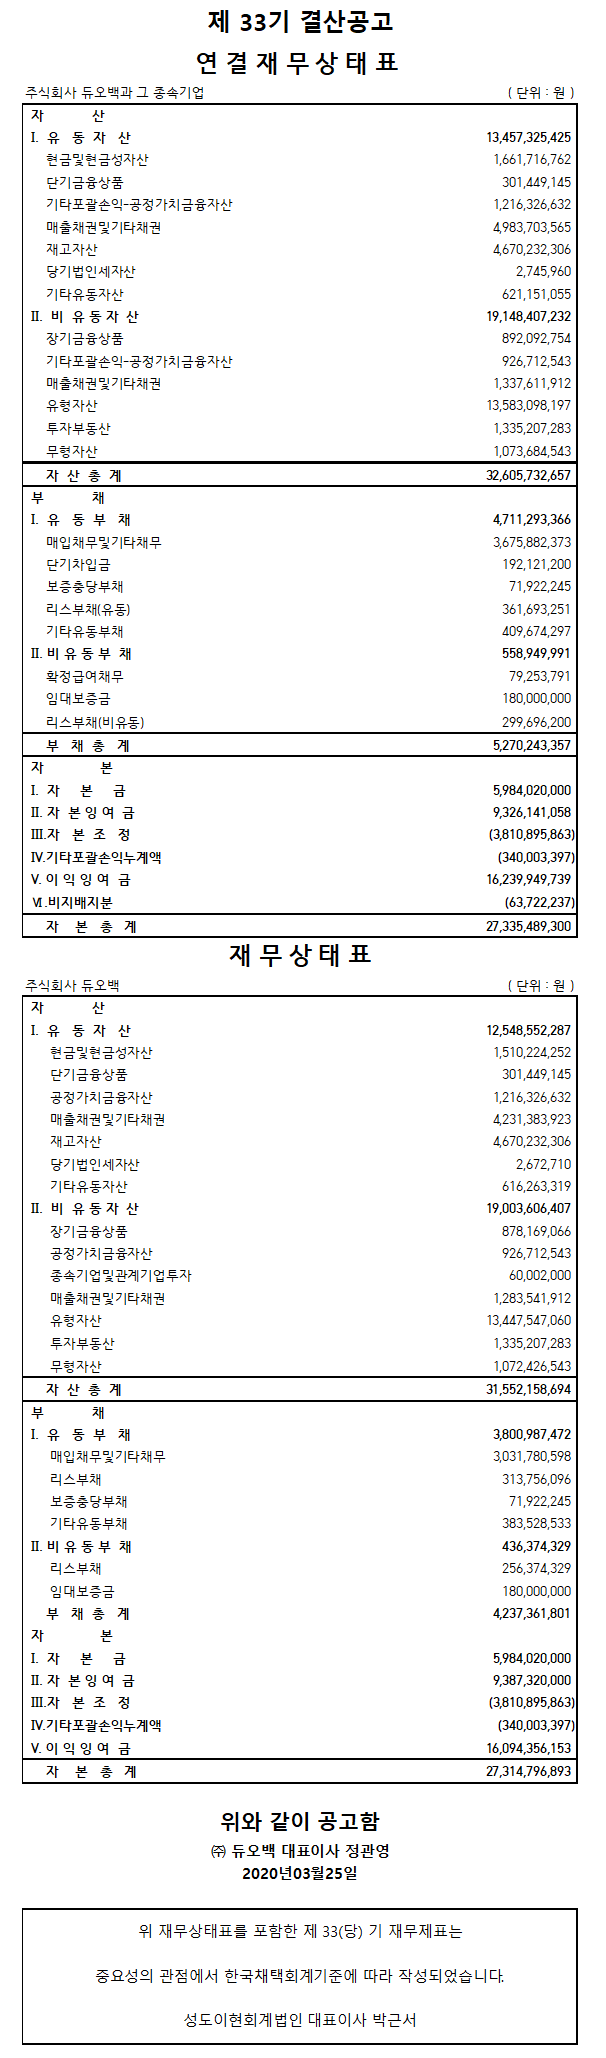 제 33기 결산공고
연 결 재 무 상 태 표
주식회사 듀오백과 그 종속기업 ( 단위 : 원 )
자 산
Ⅰ. 유 동 자 산 13,457,325,425
현금및현금성자산 1,661,716,762
단기금융상품 301,449,145
기타포괄손익-공정가치금융자산 1,216,326,632
매출채권및기타채권 4,983,703,565
재고자산 4,670,232,306
당기법인세자산 2,745,960
기타유동자산 621,151,055
Ⅱ. 비 유 동 자 산 19,148,407,232
장기금융상품 892,092,754
기타포괄손익-공정가치금융자산 926,712,543
매출채권및기타채권 1,337,611,912
유형자산 13,583,098,197
투자부동산 1,335,207,283
무형자산 1,073,684,543
자 산 총 계 32,605,732,657
부 채
Ⅰ. 유 동 부 채 4,711,293,366
매입채무및기타채무 3,675,882,373
단기차입금 192,121,200
보증충당부채 71,922,245
리스부채(유동) 361,693,251
기타유동부채 409,674,297
Ⅱ. 비 유 동 부 채 558,949,991
확정급여채무 79,253,791
임대보증금 180,000,000
리스부채(비유동) 299,696,200
부 채 총 계 5,270,243,357
자 본
Ⅰ. 자 본 금 5,984,020,000
Ⅱ. 자 본 잉 여 금 9,326,141,058
Ⅲ.자 본 조 정 (3,810,895,863)
Ⅳ.기타포괄손익누계액 (340,003,397)
Ⅴ. 이 익 잉 여 금 16,239,949,739
Ⅵ.비지배지분 (63,722,237)
자 본 총 계 27,335,489,300
재 무 상 태 표
주식회사 듀오백 ( 단위 : 원 )
자 산
Ⅰ. 유 동 자 산 12,548,552,287
현금및현금성자산 1,510,224,252
단기금융상품 301,449,145
공정가치금융자산 1,216,326,632
매출채권및기타채권 4,231,383,923
재고자산 4,670,232,306
당기법인세자산 2,672,710
기타유동자산 616,263,319
Ⅱ. 비 유 동 자 산 19,003,606,407
장기금융상품 878,169,066
공정가치금융자산 926,712,543
종속기업및관계기업투자 60,002,000
매출채권및기타채권 1,283,541,912
유형자산 13,447,547,060
투자부동산 1,335,207,283
무형자산 1,072,426,543
자 산 총 계 31,552,158,694
부 채
Ⅰ. 유 동 부 채 3,800,987,472
매입채무및기타채무 3,031,780,598
리스부채 313,756,096
보증충당부채 71,922,245
기타유동부채 383,528,533
Ⅱ. 비 유 동 부 채 436,374,329
리스부채 256,374,329
임대보증금 180,000,000
부 채 총 계 4,237,361,801
자 본
Ⅰ. 자 본 금 5,984,020,000
Ⅱ. 자 본 잉 여 금 9,387,320,000
Ⅲ.자 본 조 정 (3,810,895,863)
Ⅳ.기타포괄손익누계액 (340,003,397)
Ⅴ. 이 익 잉 여 금 16,094,356,153
자 본 총 계 27,314,796,893
위와 같이 공고함
㈜ 듀오백 대표이사 정관영
2020년03월25일
위 재무상태표를 포함한 제 33(당) 기 재무제표는
중요성의 관점에서 한국채택회계기준에 따라 작성되었습니다.
성도이현회계법인 대표이사 박근서